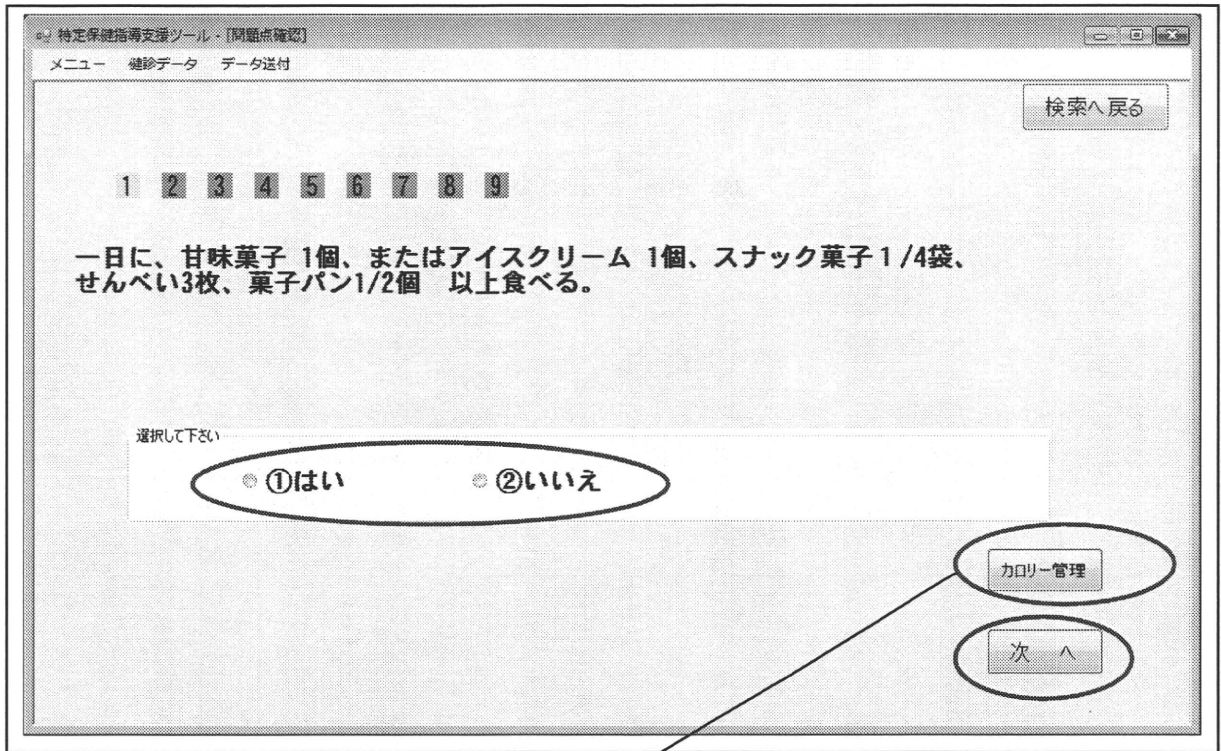 特定保健指導支援ツール - [問題点確認]
メニュー 健診データ データ送付
検索へ戻る
1 2 3 4 5 6 7 8 9
一日に、甘味菓子 1個、またはアイスクリーム 1個、スナック菓子1/4袋、
せんべい3枚、菓子パン1/2個 以上食べる。
選択して下さい
①はい ②いいえ
カロリー管理
次 へ